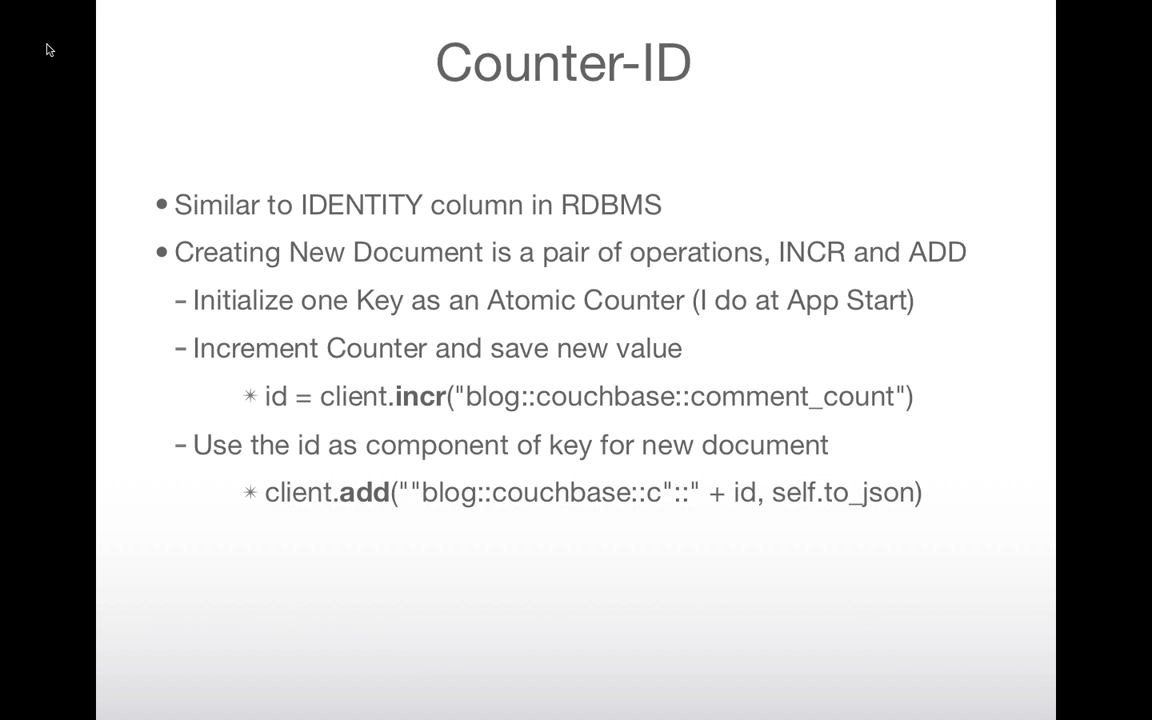 Counter-ID
• Similar to IDENTITY column in RDBMS
• Creating New Document is a pair of operations, INCR and ADD
- Initialize one Key as an Atomic Counter (I do at App Start)
- Increment Counter and save new value
* id = client.incr("blog::couchbase::comment_count")
- Use the id as component of key for new document
* client.add(""blog::couchbase::c"::" + id, self.to_json)